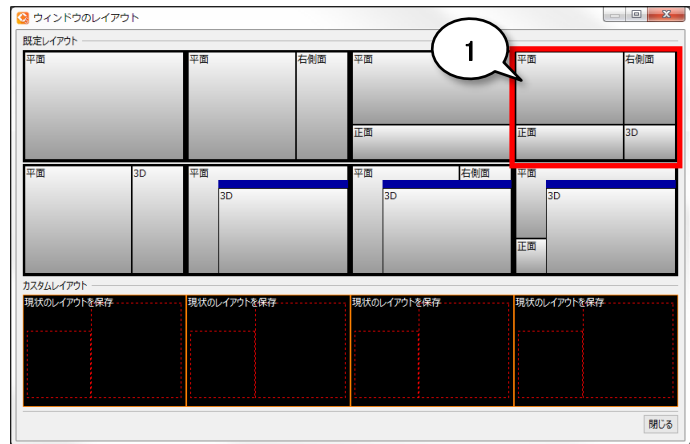 ウィンドウのレイアウト
既定レイアウト
平面
平面 右側面
平面
正面
1
平面 右側面
正面 3D
平面 3D
平面
3D
平面 右側面
3D
平面
3D
正面
カスタムレイアウト
現状のレイアウトを保存 現状のレイアウトを保存 現状のレイアウトを保存 現状のレイアウトを保存
閉じる